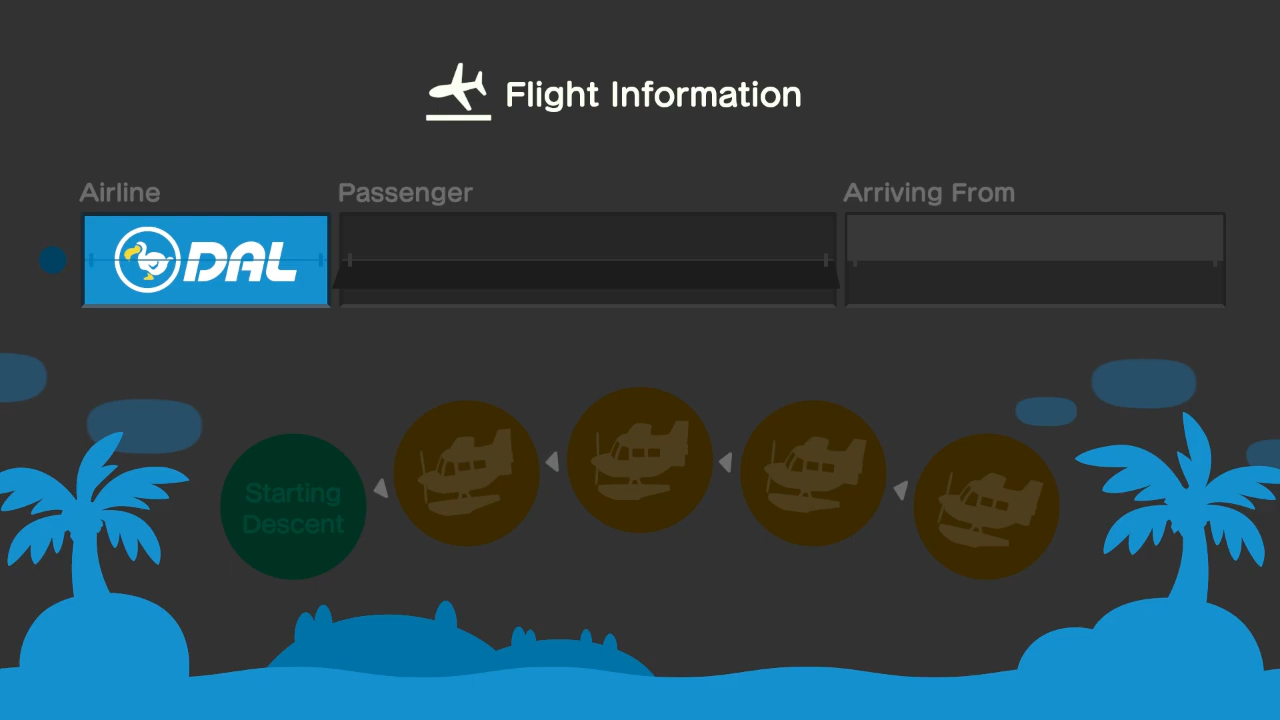 Flight Information
Airline
Passenger
Arriving From
DAL
Starting
Descent